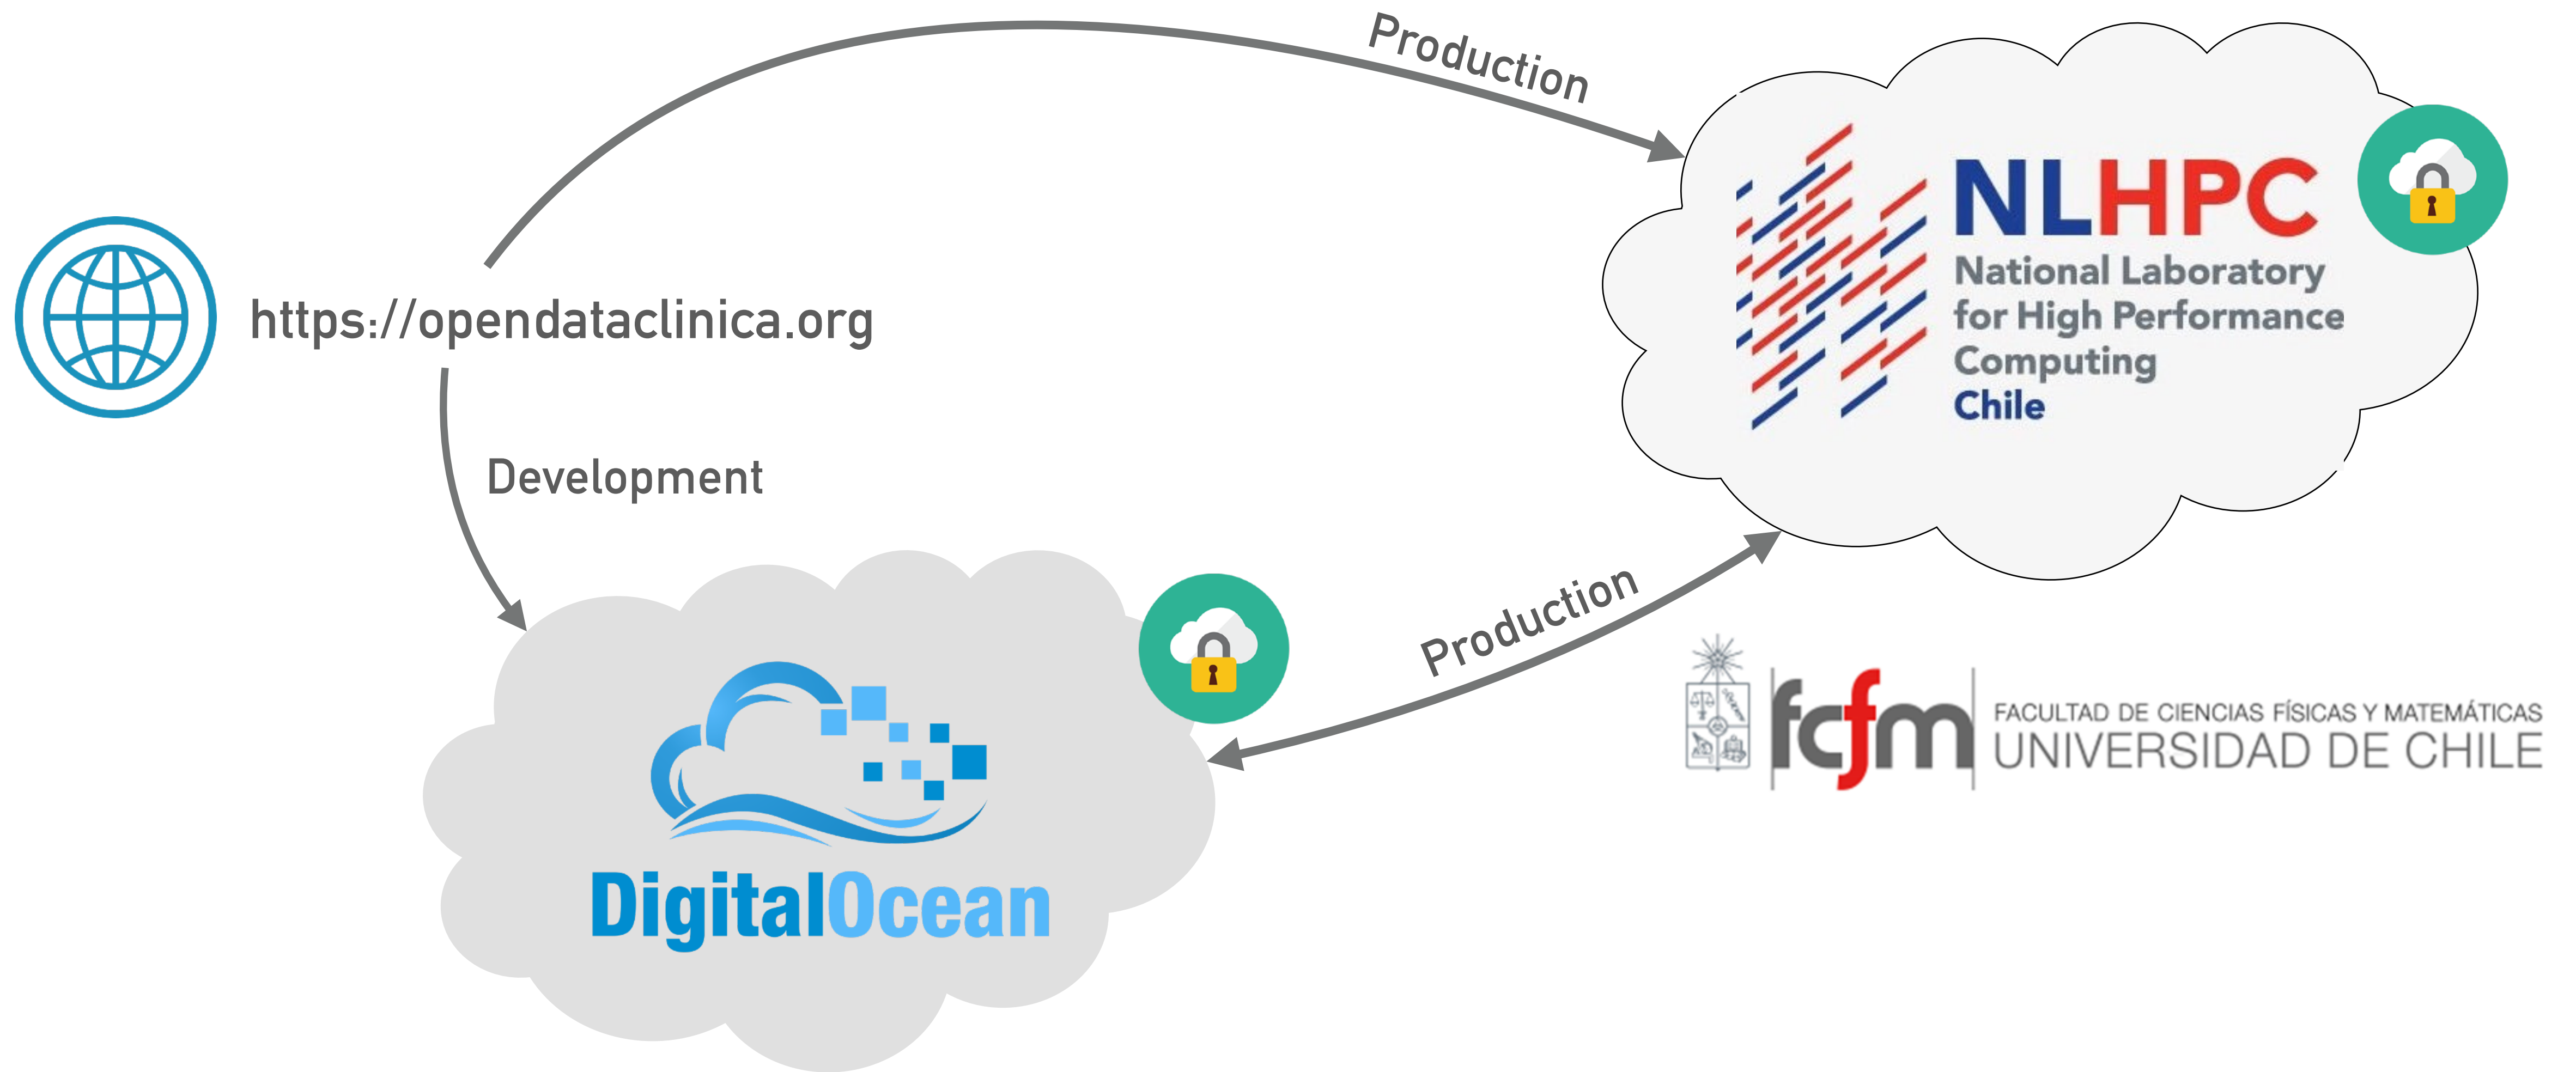 Production
NLHPC
National Laboratory
for High Performance
Computing
Chile
https://opendataclinica.org
Development
Production
DigitalOcean
fcfm
FACULTAD DE CIENCIAS FÍSICAS Y MATEMÁTICAS
UNIVERSIDAD DE CHILE